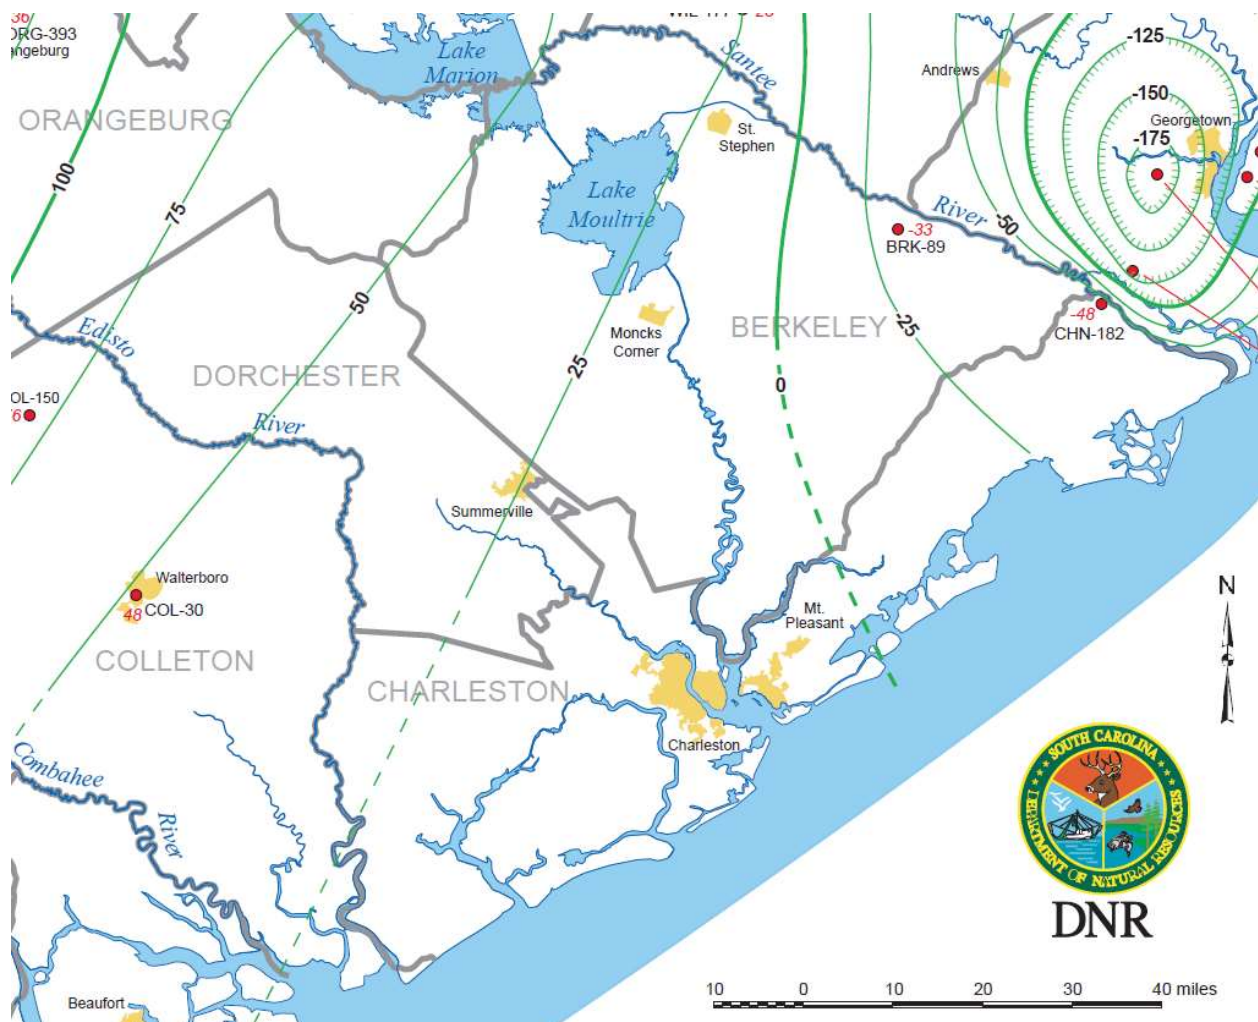 -36
ORG-393
angeburg
-125
Lake
Marion
Santee
Andrews
-150
Georgetown
ORANGEBURG
St.
Stephen
-175
100
75
Lake
Moultrie
River
-50
-33
BRK-89
50
-48
CHN-182
-25
Edisto
Moncks
Corner
BERKELEY
25
0
DORCHESTER
OL-150
River
Summerville
Walterboro
COL-30
48
Mt.
Pleasant
N
COLLETON
CHARLESTON
Charleston
Combahee
River
SOUTH CAROLINA
DEPARTMENT OF NATURAL RESOURCES
DNR
Beaufort
10 0 10 20 30 40 miles